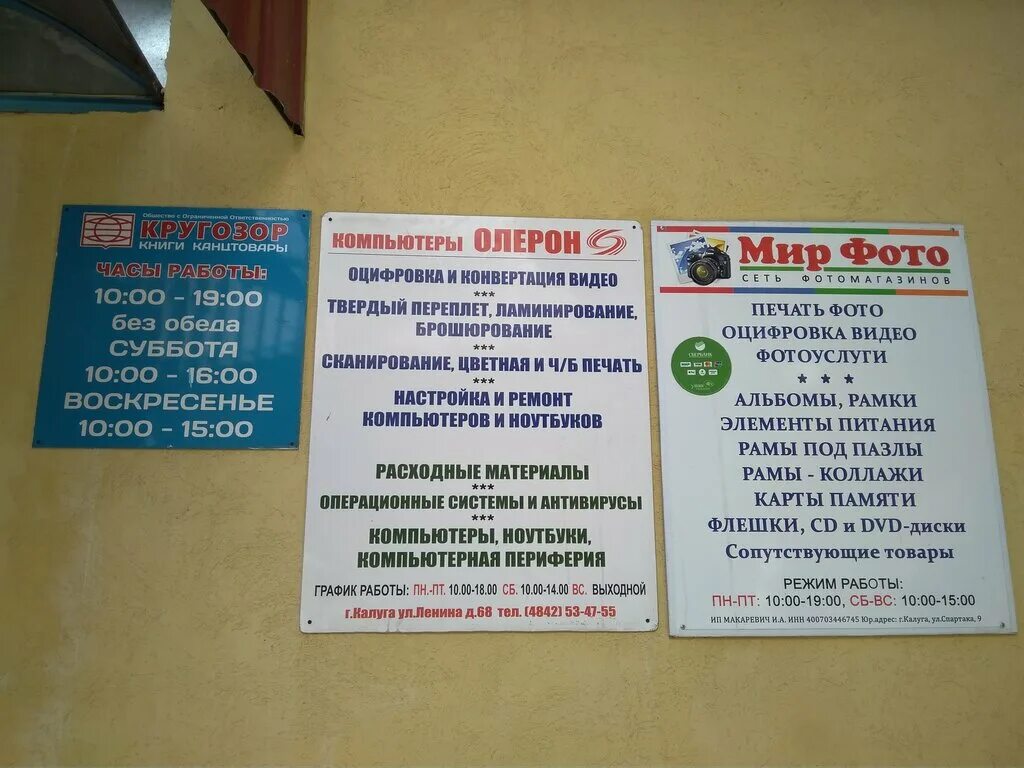 Общество с Ограниченной Ответственностью
КРУГОЗОР
КНИГИ КАНЦТОВАРЫ
ЧАСЫ РАБОТЫ:
10:00 - 19:00
без обеда
СУББОТА
10:00 - 16:00
ВОСКРЕСЕНЬЕ
10:00 - 15:00
КОМПЬЮТЕРЫ ОЛЕРОН
ОЦИФРОВКА И КОНВЕРТАЦИЯ ВИДЕО
***
ТВЕРДЫЙ ПЕРЕПЛЕТ, ЛАМИНИРОВАНИЕ,
БРОШЮРОВАНИЕ
***
СКАНИРОВАНИЕ, ЦВЕТНАЯ И Ч/Б ПЕЧАТЬ
***
НАСТРОЙКА И РЕМОНТ
КОМПЬЮТЕРОВ И НОУТБУКОВ
РАСХОДНЫЕ МАТЕРИАЛЫ
***
ОПЕРАЦИОННЫЕ СИСТЕМЫ И АНТИВИРУСЫ
***
КОМПЬЮТЕРЫ, НОУТБУКИ,
КОМПЬЮТЕРНАЯ ПЕРИФЕРИЯ
ГРАФИК РАБОТЫ: ПН.-ПТ. 10.00-18.00 СБ. 10.00-14.00 ВС. ВЫХОДНОЙ
г.Калуга ул.Ленина д.68 тел. (4842) 53-47-55
Мир Фото
СЕТЬ ФОТОМАГАЗИНОВ
ПЕЧАТЬ ФОТО
ОЦИФРОВКА ВИДЕО
ФОТОУСЛУГИ
* * *
СБЕРБАНК
АЛЬБОМЫ, РАМКИ
ЭЛЕМЕНТЫ ПИТАНИЯ
РАМЫ ПОД ПАЗЛЫ
РАМЫ - КОЛЛАЖИ
КАРТЫ ПАМЯТИ
ФЛЕШКИ, CD и DVD-диски
Сопутствующие товары
РЕЖИМ РАБОТЫ:
ПН-ПТ: 10:00-19:00, СБ-ВС: 10:00-15:00
ИП МАКАРЕВИЧ И.А. ИНН 400703446745 Юр.адрес: г.Калуга, ул.Спартака, 9